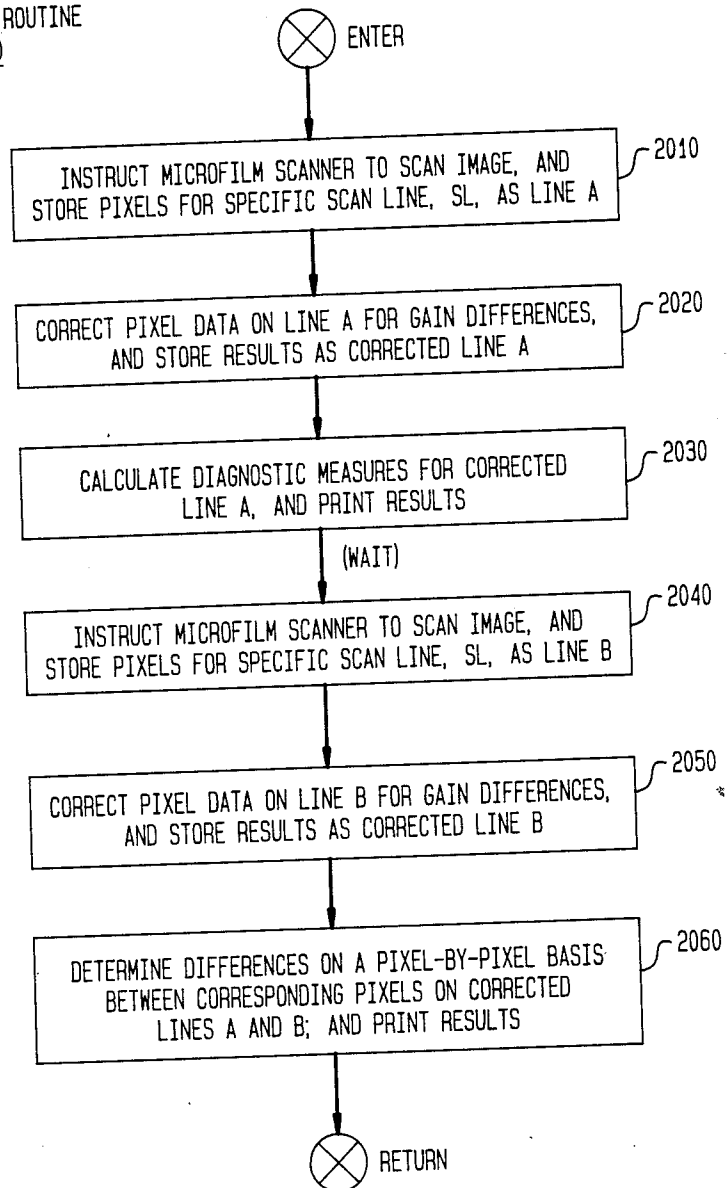 ROUTINE
ENTER
INSTRUCT MICROFILM SCANNER TO SCAN IMAGE, AND
STORE PIXELS FOR SPECIFIC SCAN LINE, SL, AS LINE A
2010
CORRECT PIXEL DATA ON LINE A FOR GAIN DIFFERENCES,
AND STORE RESULTS AS CORRECTED LINE A
2020
CALCULATE DIAGNOSTIC MEASURES FOR CORRECTED
LINE A, AND PRINT RESULTS
2030
(WAIT)
INSTRUCT MICROFILM SCANNER TO SCAN IMAGE, AND
STORE PIXELS FOR SPECIFIC SCAN LINE, SL, AS LINE B
2040
CORRECT PIXEL DATA ON LINE B FOR GAIN DIFFERENCES,
AND STORE RESULTS AS CORRECTED LINE B
2050
DETERMINE DIFFERENCES ON A PIXEL-BY-PIXEL BASIS
BETWEEN CORRESPONDING PIXELS ON CORRECTED
LINES A AND B; AND PRINT RESULTS
2060
RETURN